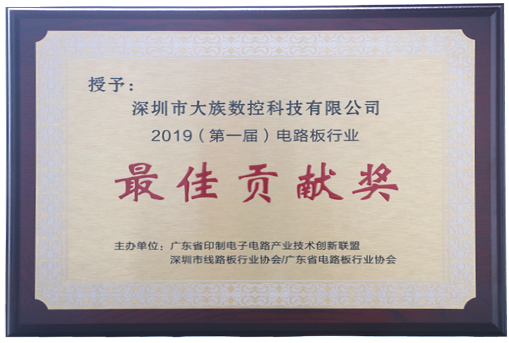 授予：
深圳市大族数控科技有限公司
2019（第一届）电路板行业
最佳贡献奖
主办单位：广东省印制电子电路产业技术创新联盟
深圳市线路板行业协会/广东省电路板行业协会